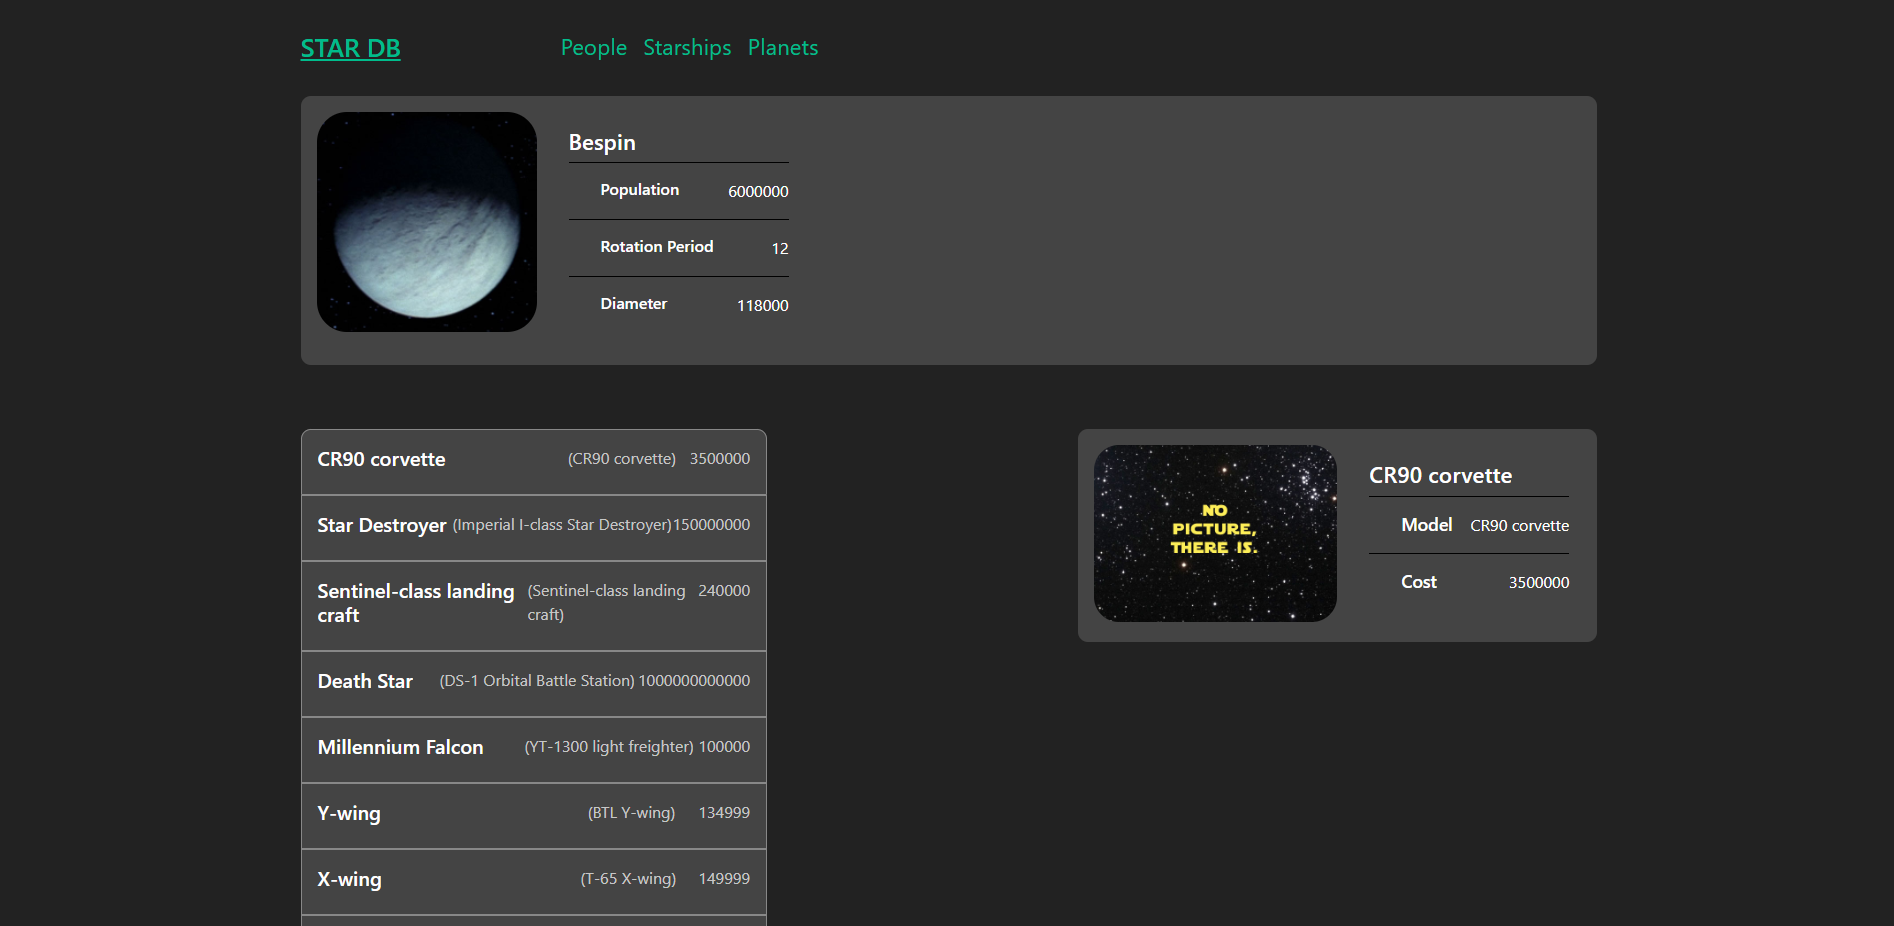 STAR DB
People Starships Planets
Bespin
Population 6000000
Rotation Period 12
Diameter 118000
CR90 corvette (CR90 corvette) 3500000
Star Destroyer (Imperial I-class Star Destroyer)150000000
Sentinel-class landing (Sentinel-class landing 240000
craft craft)
Death Star (DS-1 Orbital Battle Station) 1000000000000
Millennium Falcon (YT-1300 light freighter) 100000
Y-wing (BTL Y-wing) 134999
X-wing (T-65 X-wing) 149999
NO
PICTURE,
THERE IS.
CR90 corvette
Model CR90 corvette
Cost 3500000